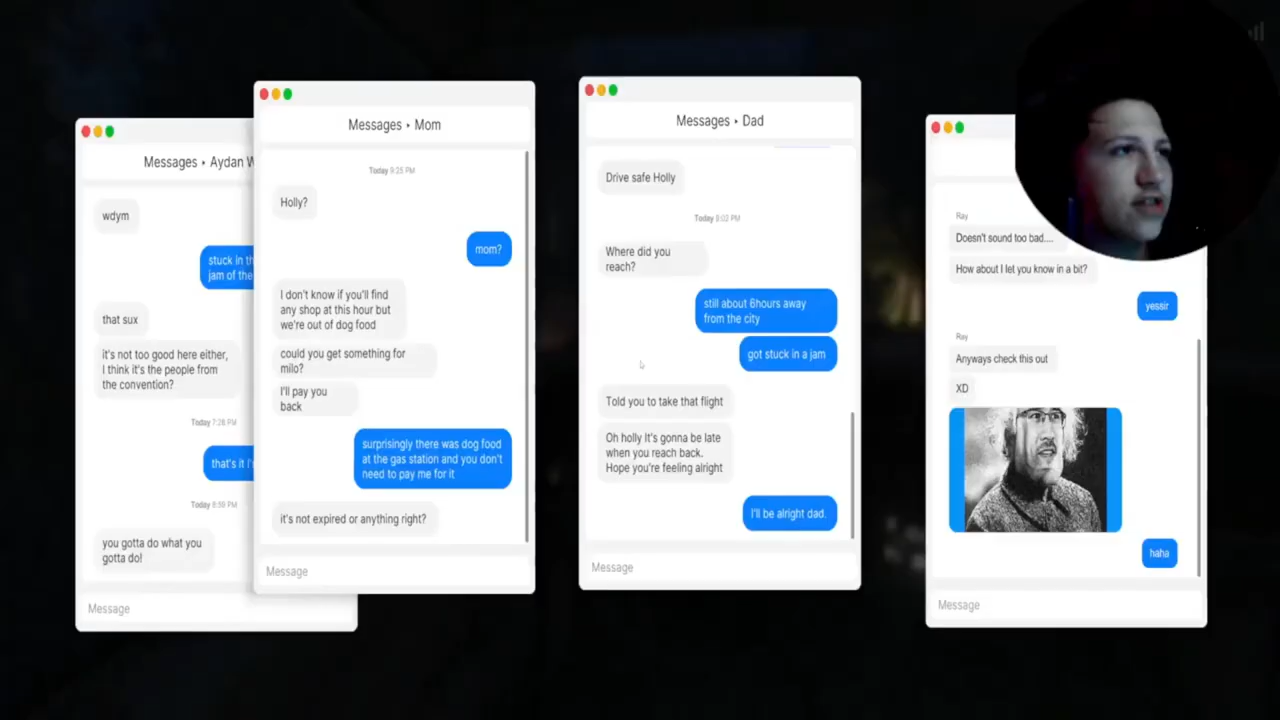 Messages ▸ Aydan W
wdym
stuck in th
jam of the
that sux
it's not too good here either,
I think it's the people from
the convention?
Today 7:28 PM
that's it I'
Today 8:59 PM
you gotta do what you
gotta do!
Message
Messages ▸ Mom
Today 9:25 PM
Holly?
mom?
I don't know if you'll find
any shop at this hour but
we're out of dog food
could you get something for
milo?
I'll pay you
back
surprisingly there was dog food
at the gas station and you don't
need to pay me for it
it's not expired or anything right?
Message
Messages ▸ Dad
Drive safe Holly
Today 9:02 PM
Where did you
reach?
still about 6hours away
from the city
got stuck in a jam
Told you to take that flight
Oh holly It's gonna be late
when you reach back.
Hope you're feeling alright
I'll be alright dad.
Message
Ray
Doesn't sound too bad....
How about I let you know in a bit?
yessir
Ray
Anyways check this out
XD
haha
Message